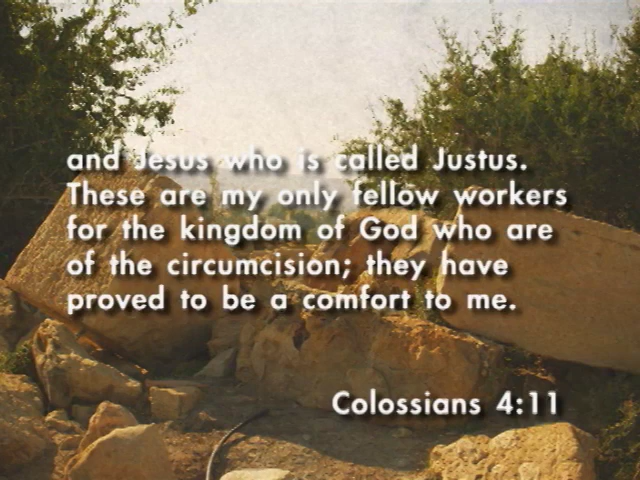 and Jesus who is called Justus.
These are my only fellow workers
for the kingdom of God who are
of the circumcision; they have
proved to be a comfort to me.
Colossians 4:11